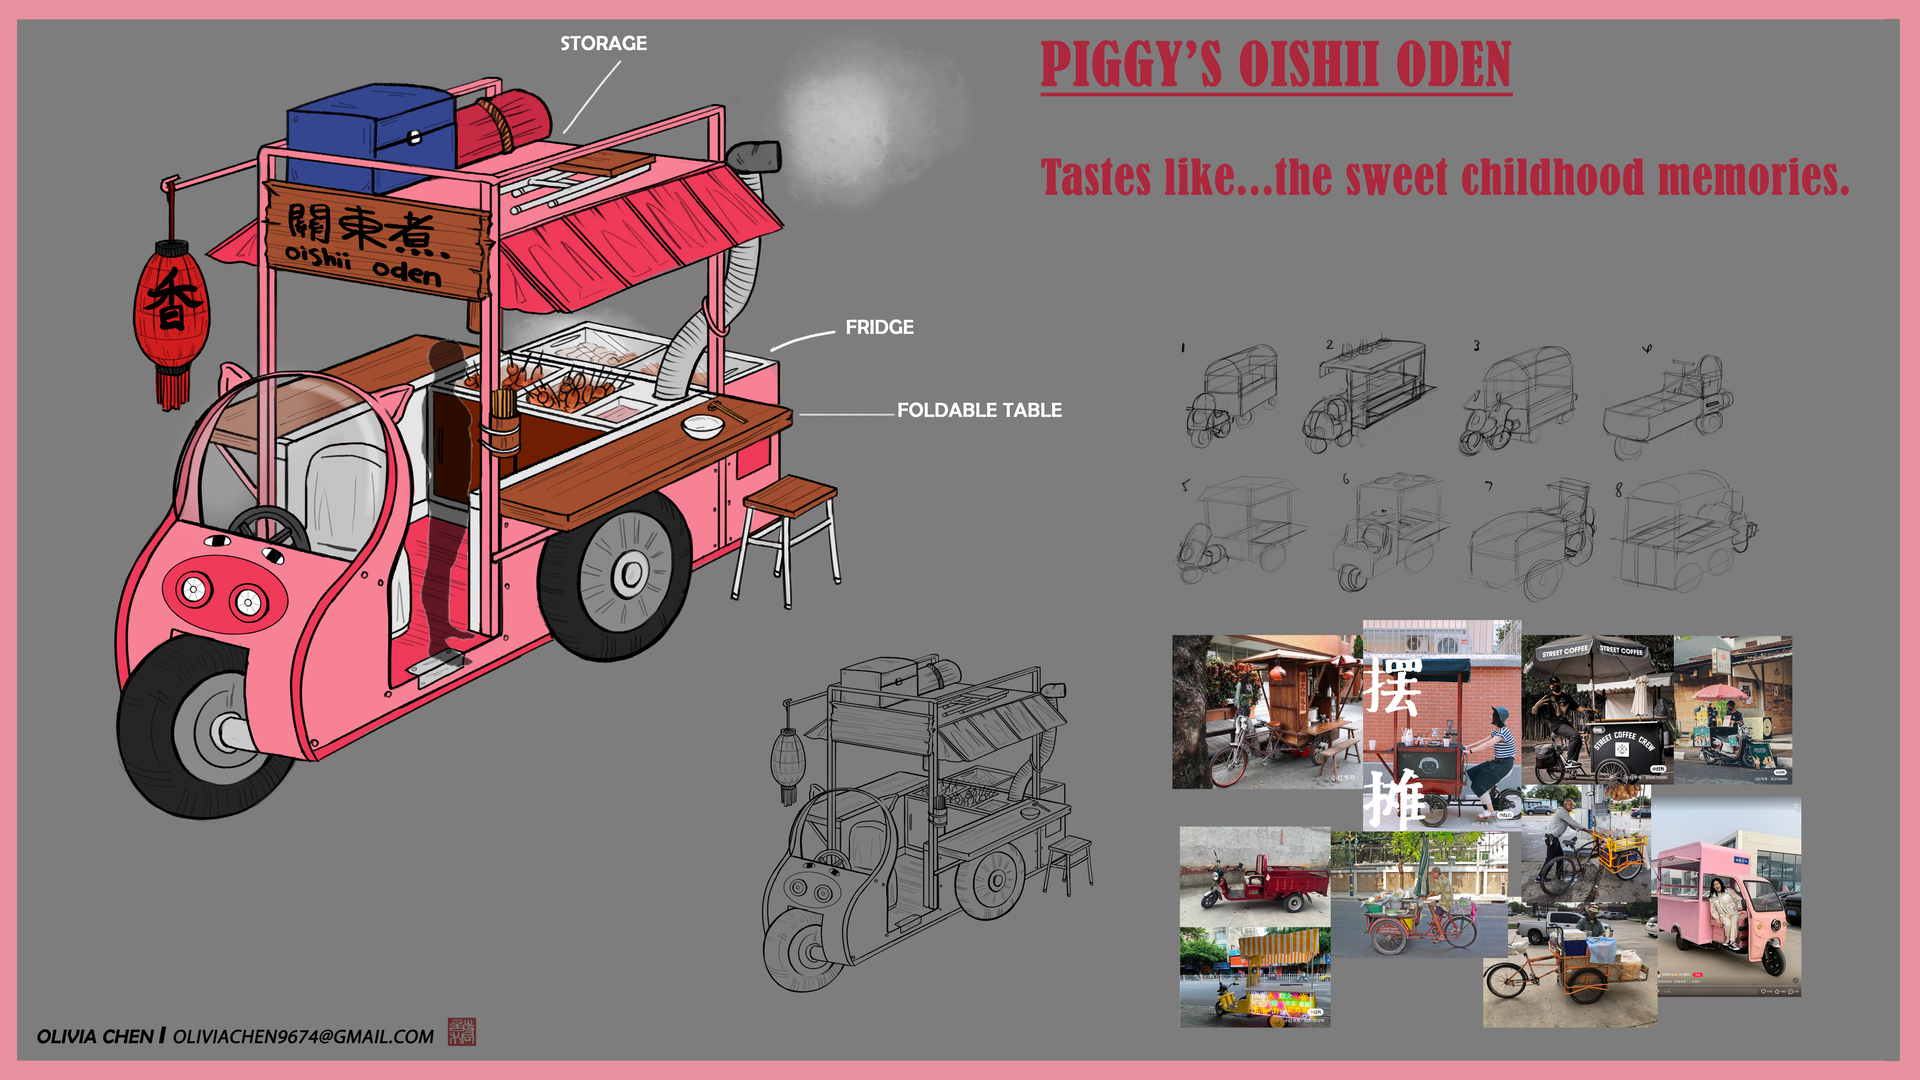 STORAGE
PIGGY'S OISHII ODEN
Tastes like...the sweet childhood memories.
關東煮.
oishii oden
香
FRIDGE
FOLDABLE TABLE
1
2
3
4
5
6
7
8
摆
摊
STREET COFFEE
STREET COFFEE
STREET COFFEE CREW
OLIVIA CHEN | OLIVIACHEN9674@GMAIL.COM